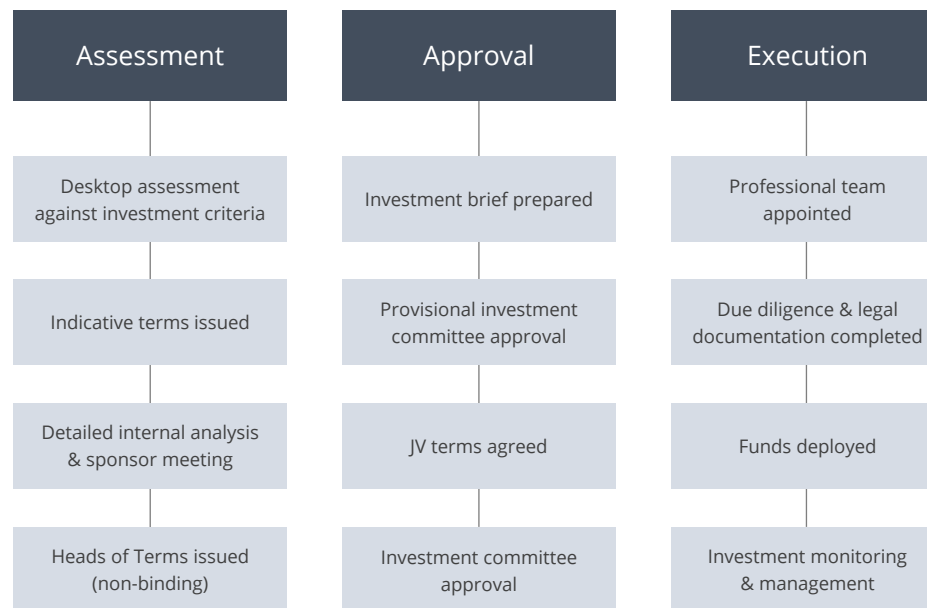 Assessment
Desktop assessment
against investment criteria
Indicative terms issued
Detailed internal analysis
& sponsor meeting
Heads of Terms issued
(non-binding)
Approval
Investment brief prepared
Provisional investment
committee approval
JV terms agreed
Investment committee
approval
Execution
Professional team
appointed
Due diligence & legal
documentation completed
Funds deployed
Investment monitoring
& management